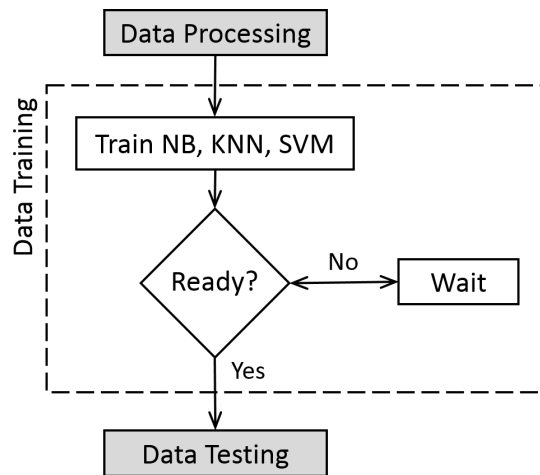 Data Processing
Data Training
Train NB, KNN, SVM
Ready?
No
Wait
Yes
Data Testing